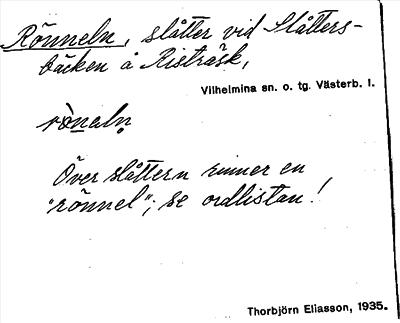 Rönneln, slåtter vid Slåtters-
bäcken å Risträsk,
Vilhelmina sn. o. tg. Västerb. l.
rònaln
Över slåttern rinner en
"rönnel"; se ordlistan!
Thorbjörn Eliasson, 1935.